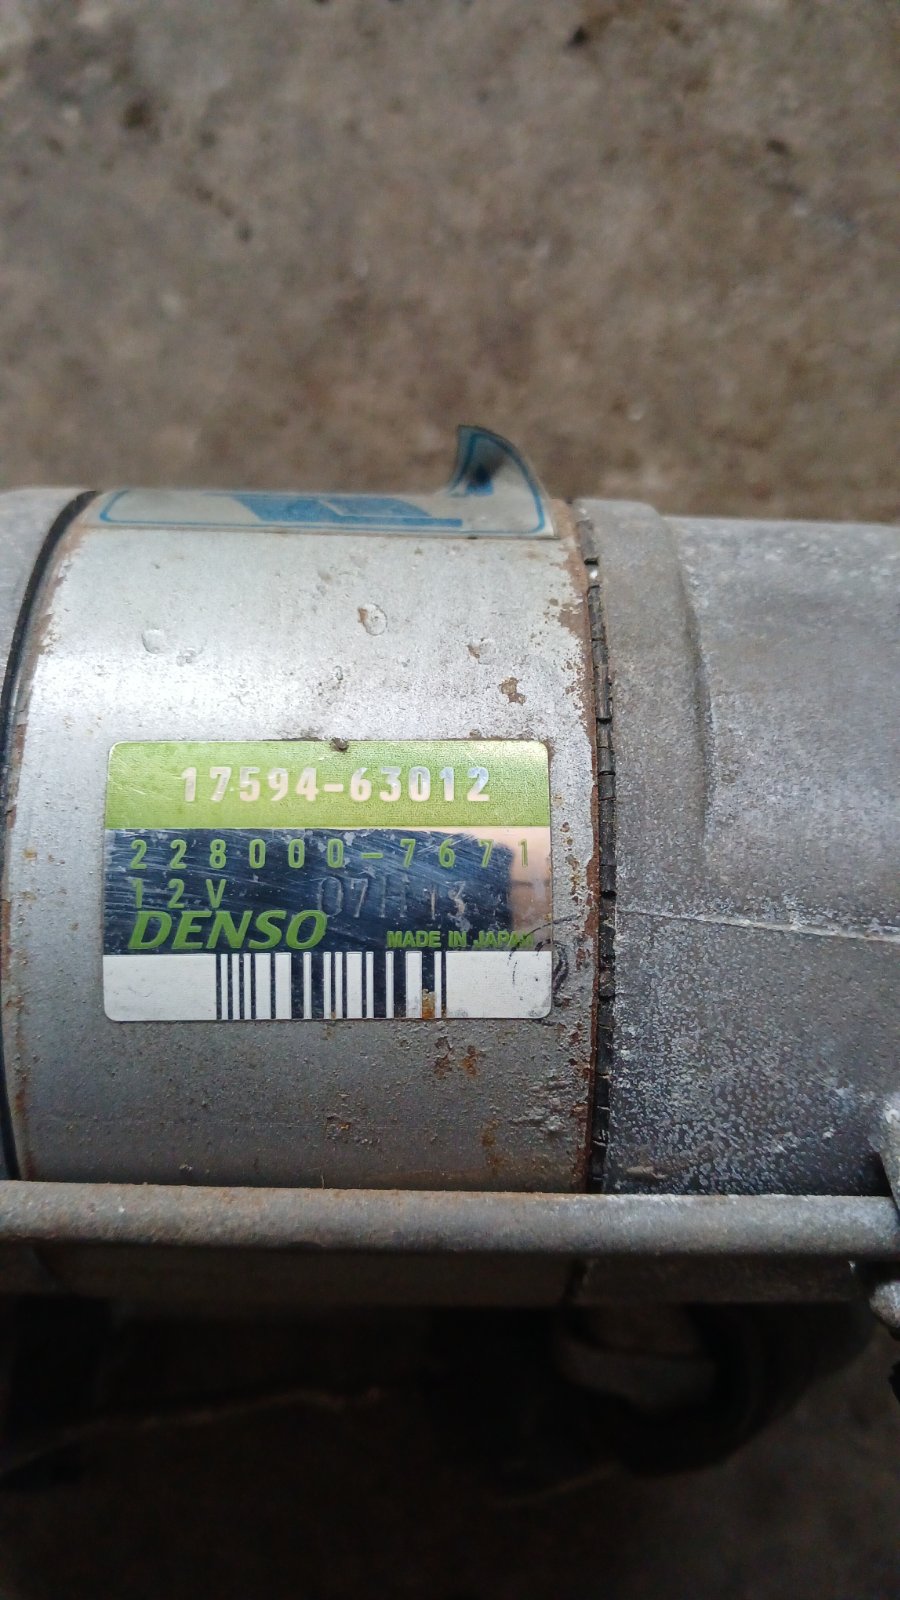 17594-63012
228000-7671
12V
DENSO MADE IN JAPAN